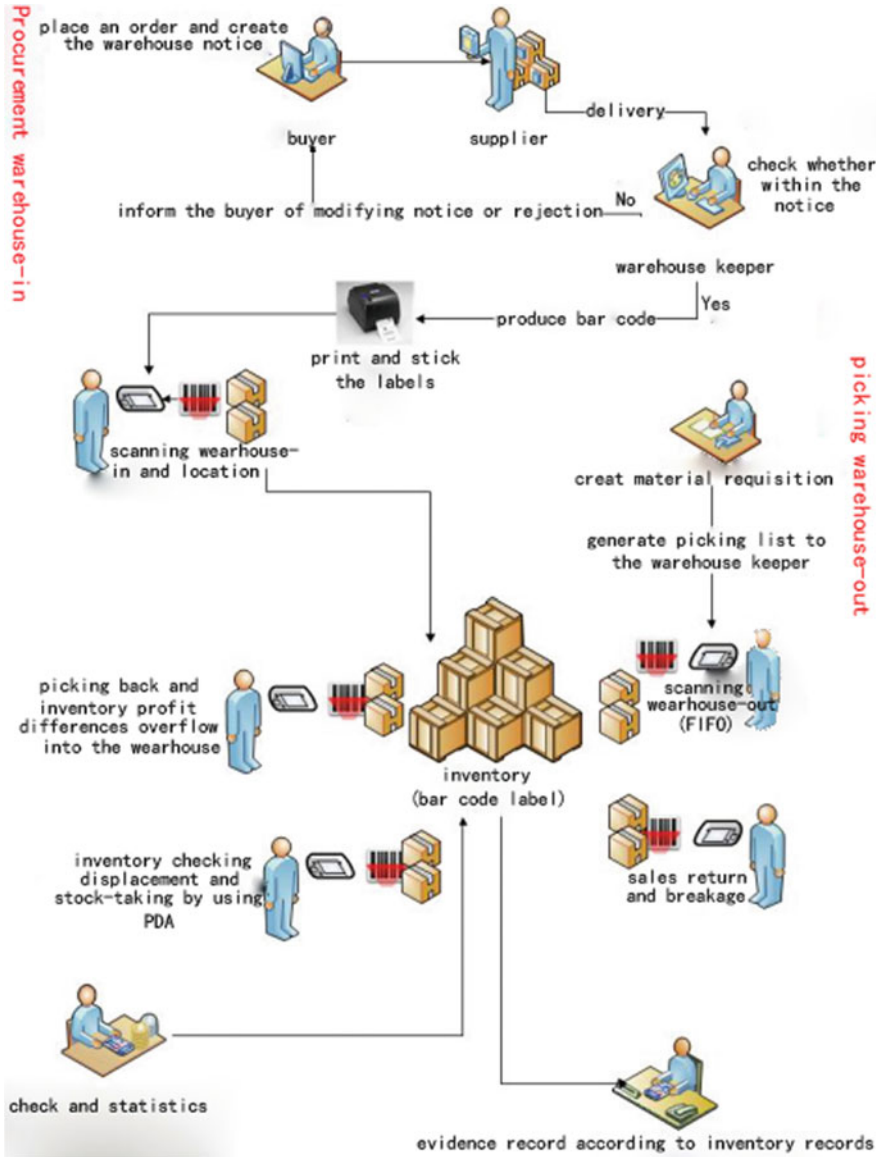 Procurement warehouse-in
place an order and create
the warehouse notice
buyer
supplier
delivery
check whether
within the
notice
No
inform the buyer of modifying notice or rejection
warehouse keeper
Yes
produce bar code
print and stick
the labels
picking warehouse-out
scanning wearhouse-
in and location
creat material requisition
generate picking list to
the warehouse keeper
picking back and
inventory profit
differences overflow
into the wearhouse
scanning
wearhouse-out
(FIFO)
inventory
(bar code label)
inventory checking
displacement and
stock-taking by using
PDA
sales return
and breakage
check and statistics
evidence record according to inventory records